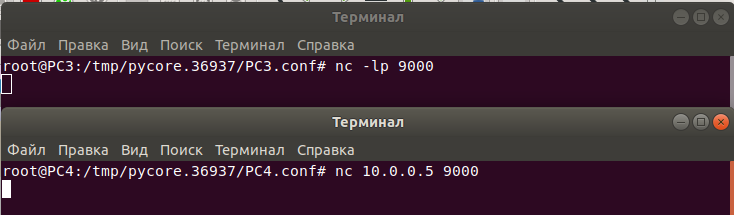 Терминал
Файл Правка Вид Поиск Терминал Справка
root@PC3:/tmp/pycore.36937/PC3.conf# nc -lp 9000
Терминал
Файл Правка Вид Поиск Терминал Справка
root@PC4:/tmp/pycore.36937/PC4.conf# nc 10.0.0.5 9000